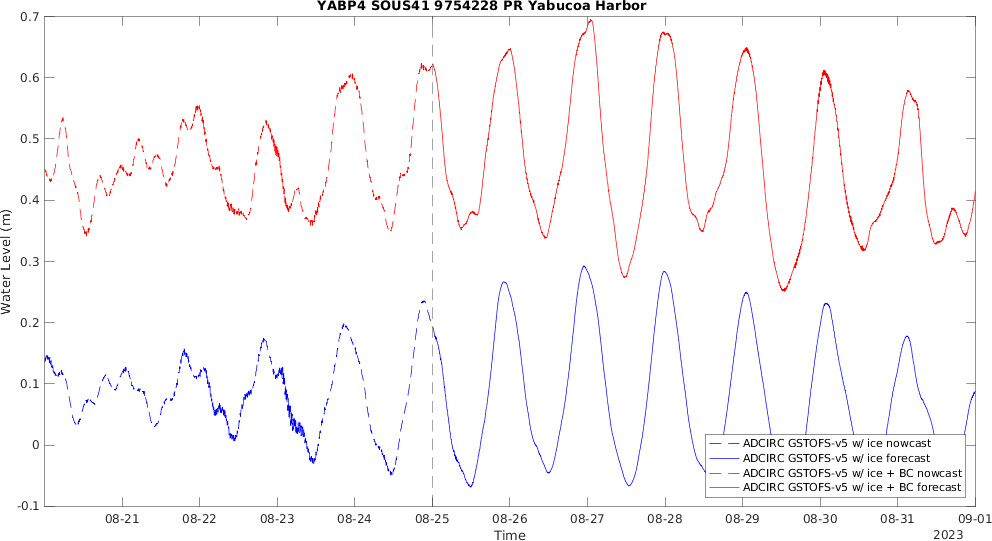 YABP4 SOUS41 9754228 PR Yabucoa Harbor
0.7
0.6
0.5
0.4
0.3
0.2
0.1
0
-0.1
Water Level (m)
ADCIRC GSTOFS-v5 w/ ice nowcast
ADCIRC GSTOFS-v5 w/ ice forecast
ADCIRC GSTOFS-v5 w/ ice + BC nowcast
ADCIRC GSTOFS-v5 w/ ice + BC forecast
08-21 08-22 08-23 08-24 08-25 08-26 08-27 08-28 08-29 08-30 08-31 09-01
Time
2023